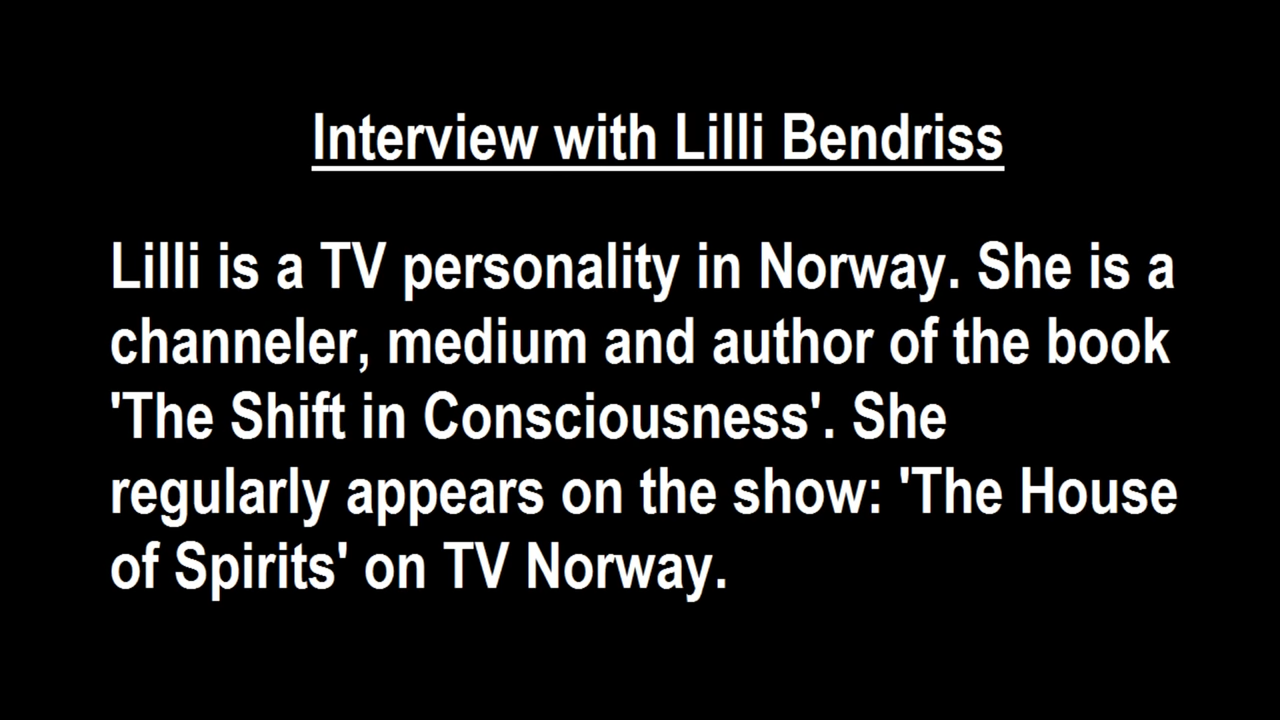 Interview with Lilli Bendriss
Lilli is a TV personality in Norway. She is a
channeler, medium and author of the book
'The Shift in Consciousness'. She
regularly appears on the show: 'The House
of Spirits' on TV Norway.